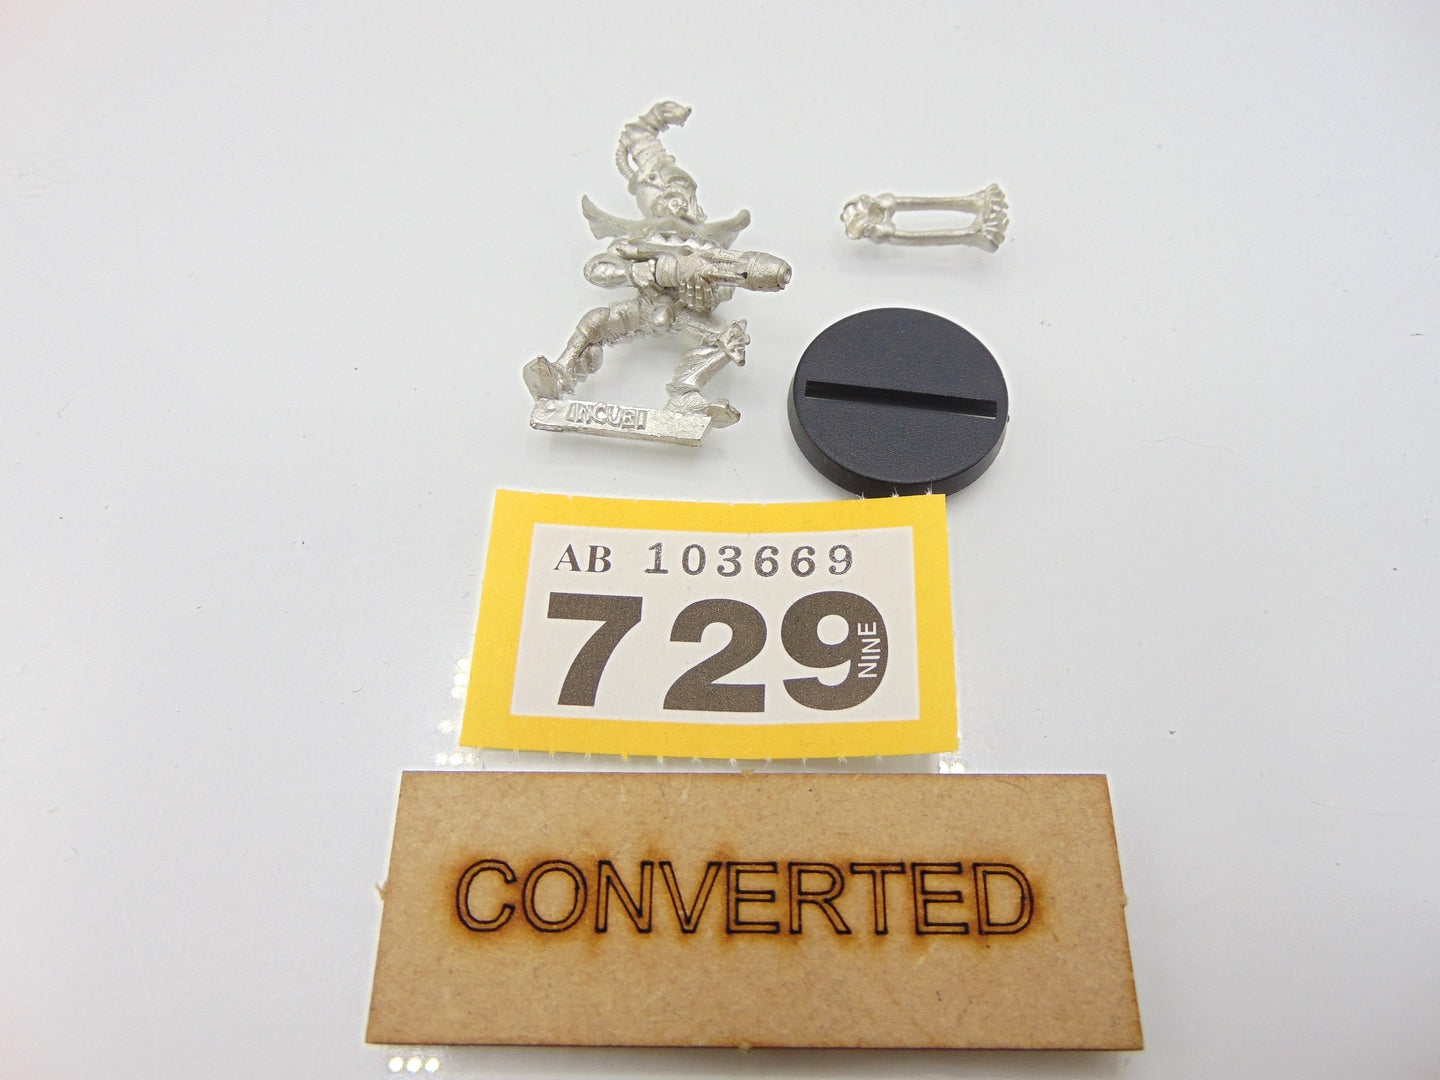 INCUBI
AB 103669
729
NINE
CONVERTED